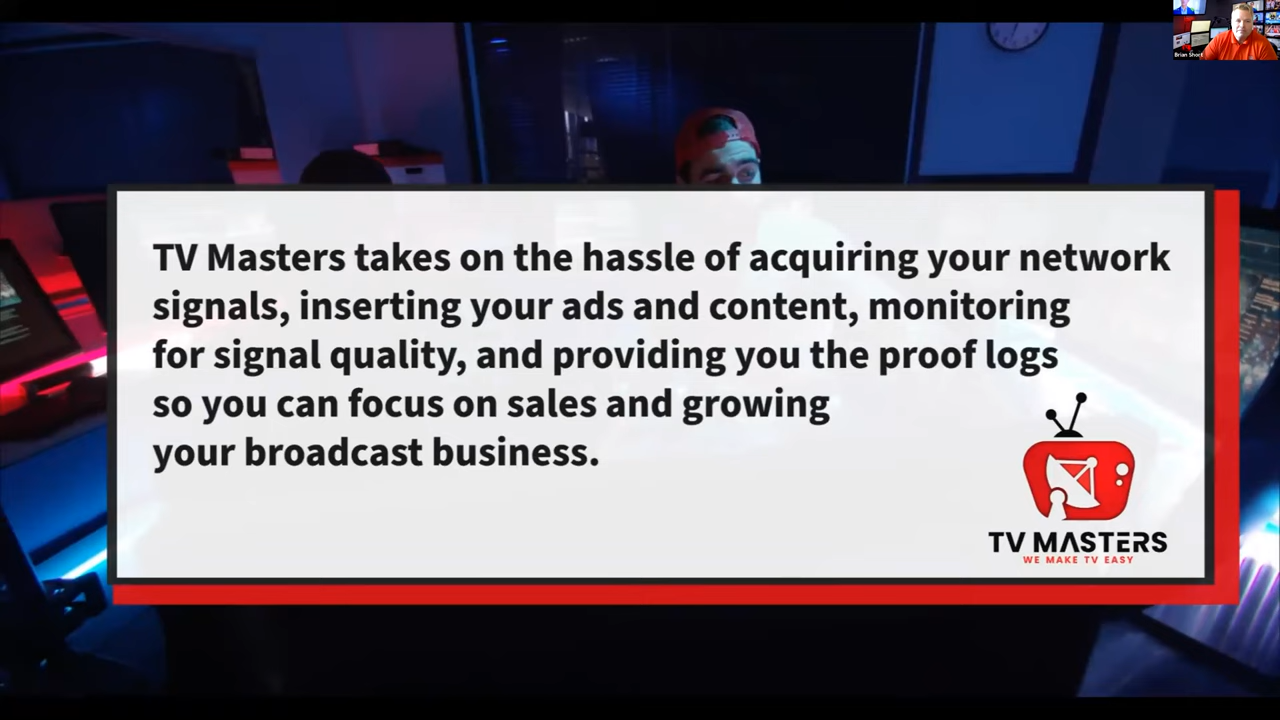 Brian Shor
TV Masters takes on the hassle of acquiring your network
signals, inserting your ads and content, monitoring
for signal quality, and providing you the proof logs
so you can focus on sales and growing
your broadcast business.
TV MASTERS
WE MAKE TV EASY